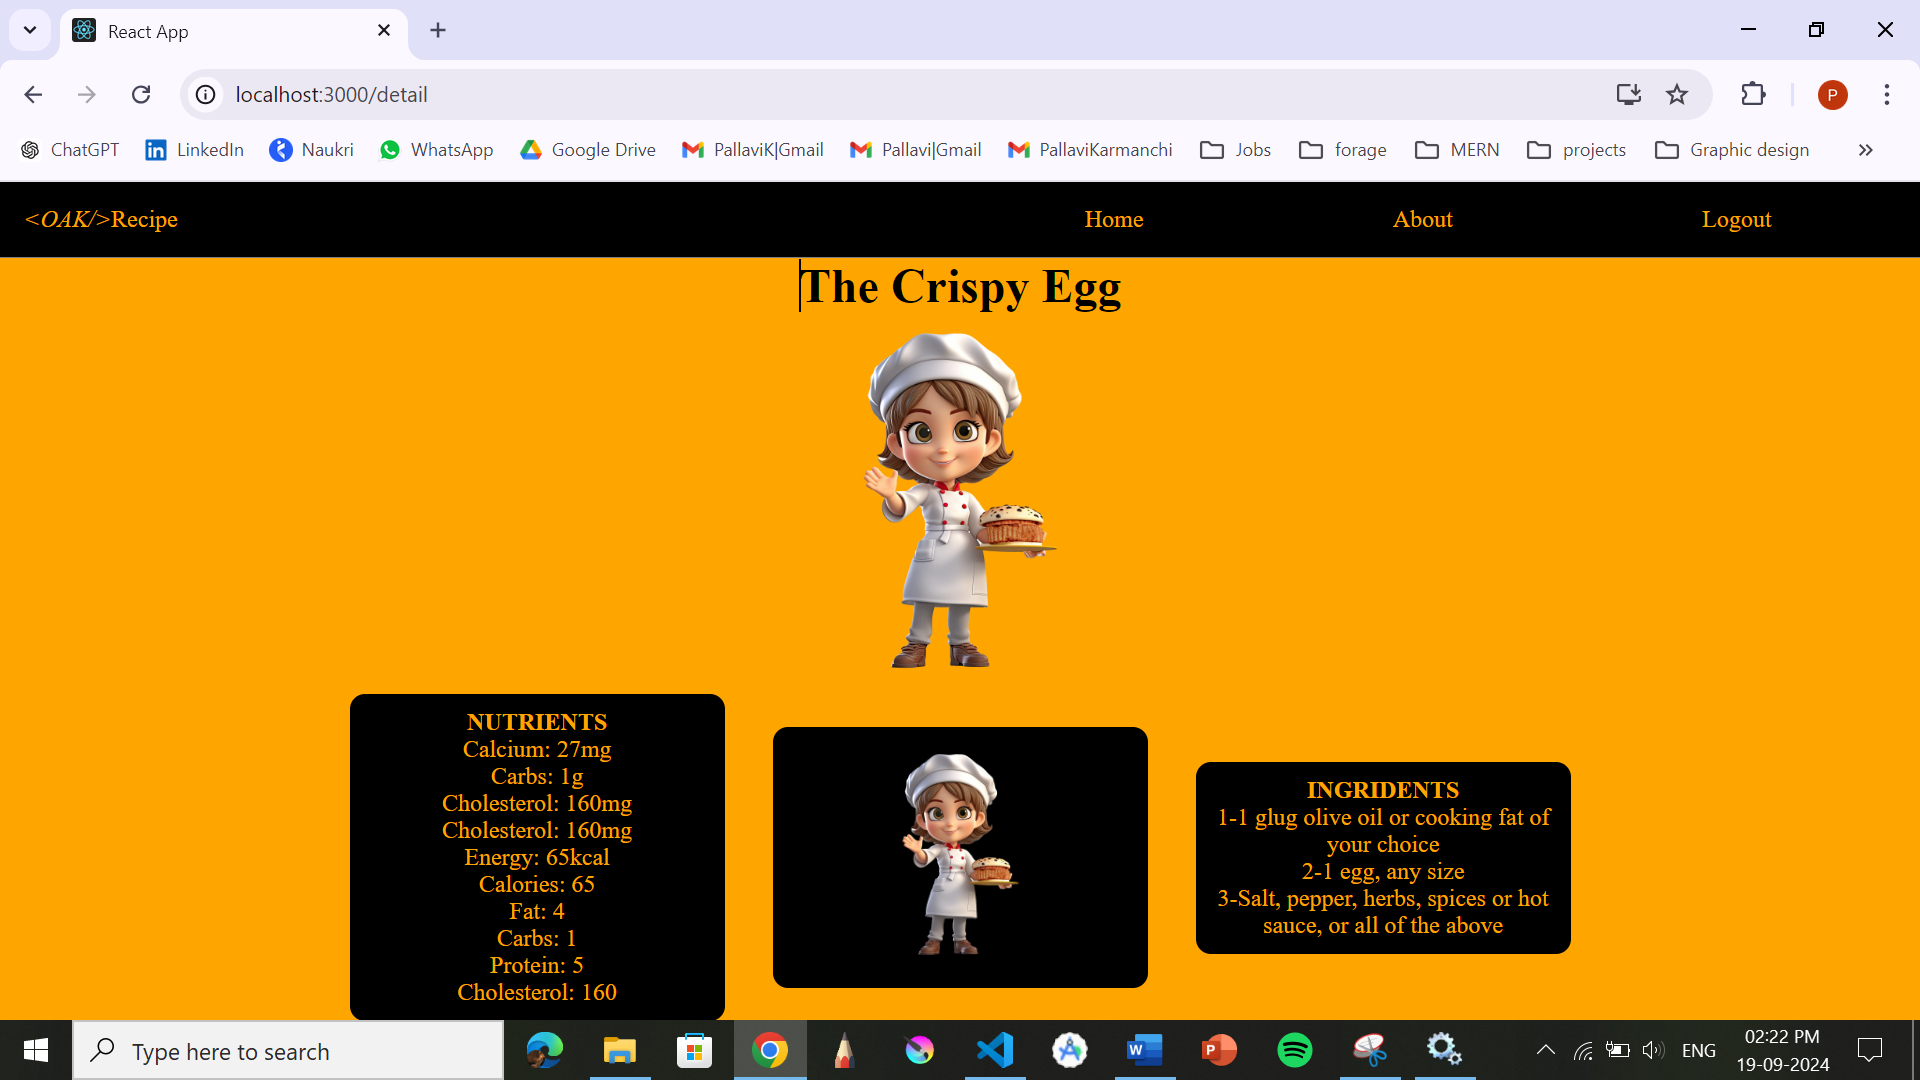 React App
localhost:3000/detail
P
ChatGPT LinkedIn Naukri WhatsApp Google Drive PallaviK|Gmail Pallavi|Gmail PallaviKarmanchi Jobs forage MERN projects Graphic design
<OAK/>Recipe Home About Logout
The Crispy Egg
NUTRIENTS
Calcium: 27mg
Carbs: 1g
Cholesterol: 160mg
Cholesterol: 160mg
Energy: 65kcal
Calories: 65
Fat: 4
Carbs: 1
Protein: 5
Cholesterol: 160
INGRIDENTS
1-1 glug olive oil or cooking fat of
your choice
2-1 egg, any size
3-Salt, pepper, herbs, spices or hot
sauce, or all of the above
Type here to search
W
P
ENG
02:22 PM
19-09-2024